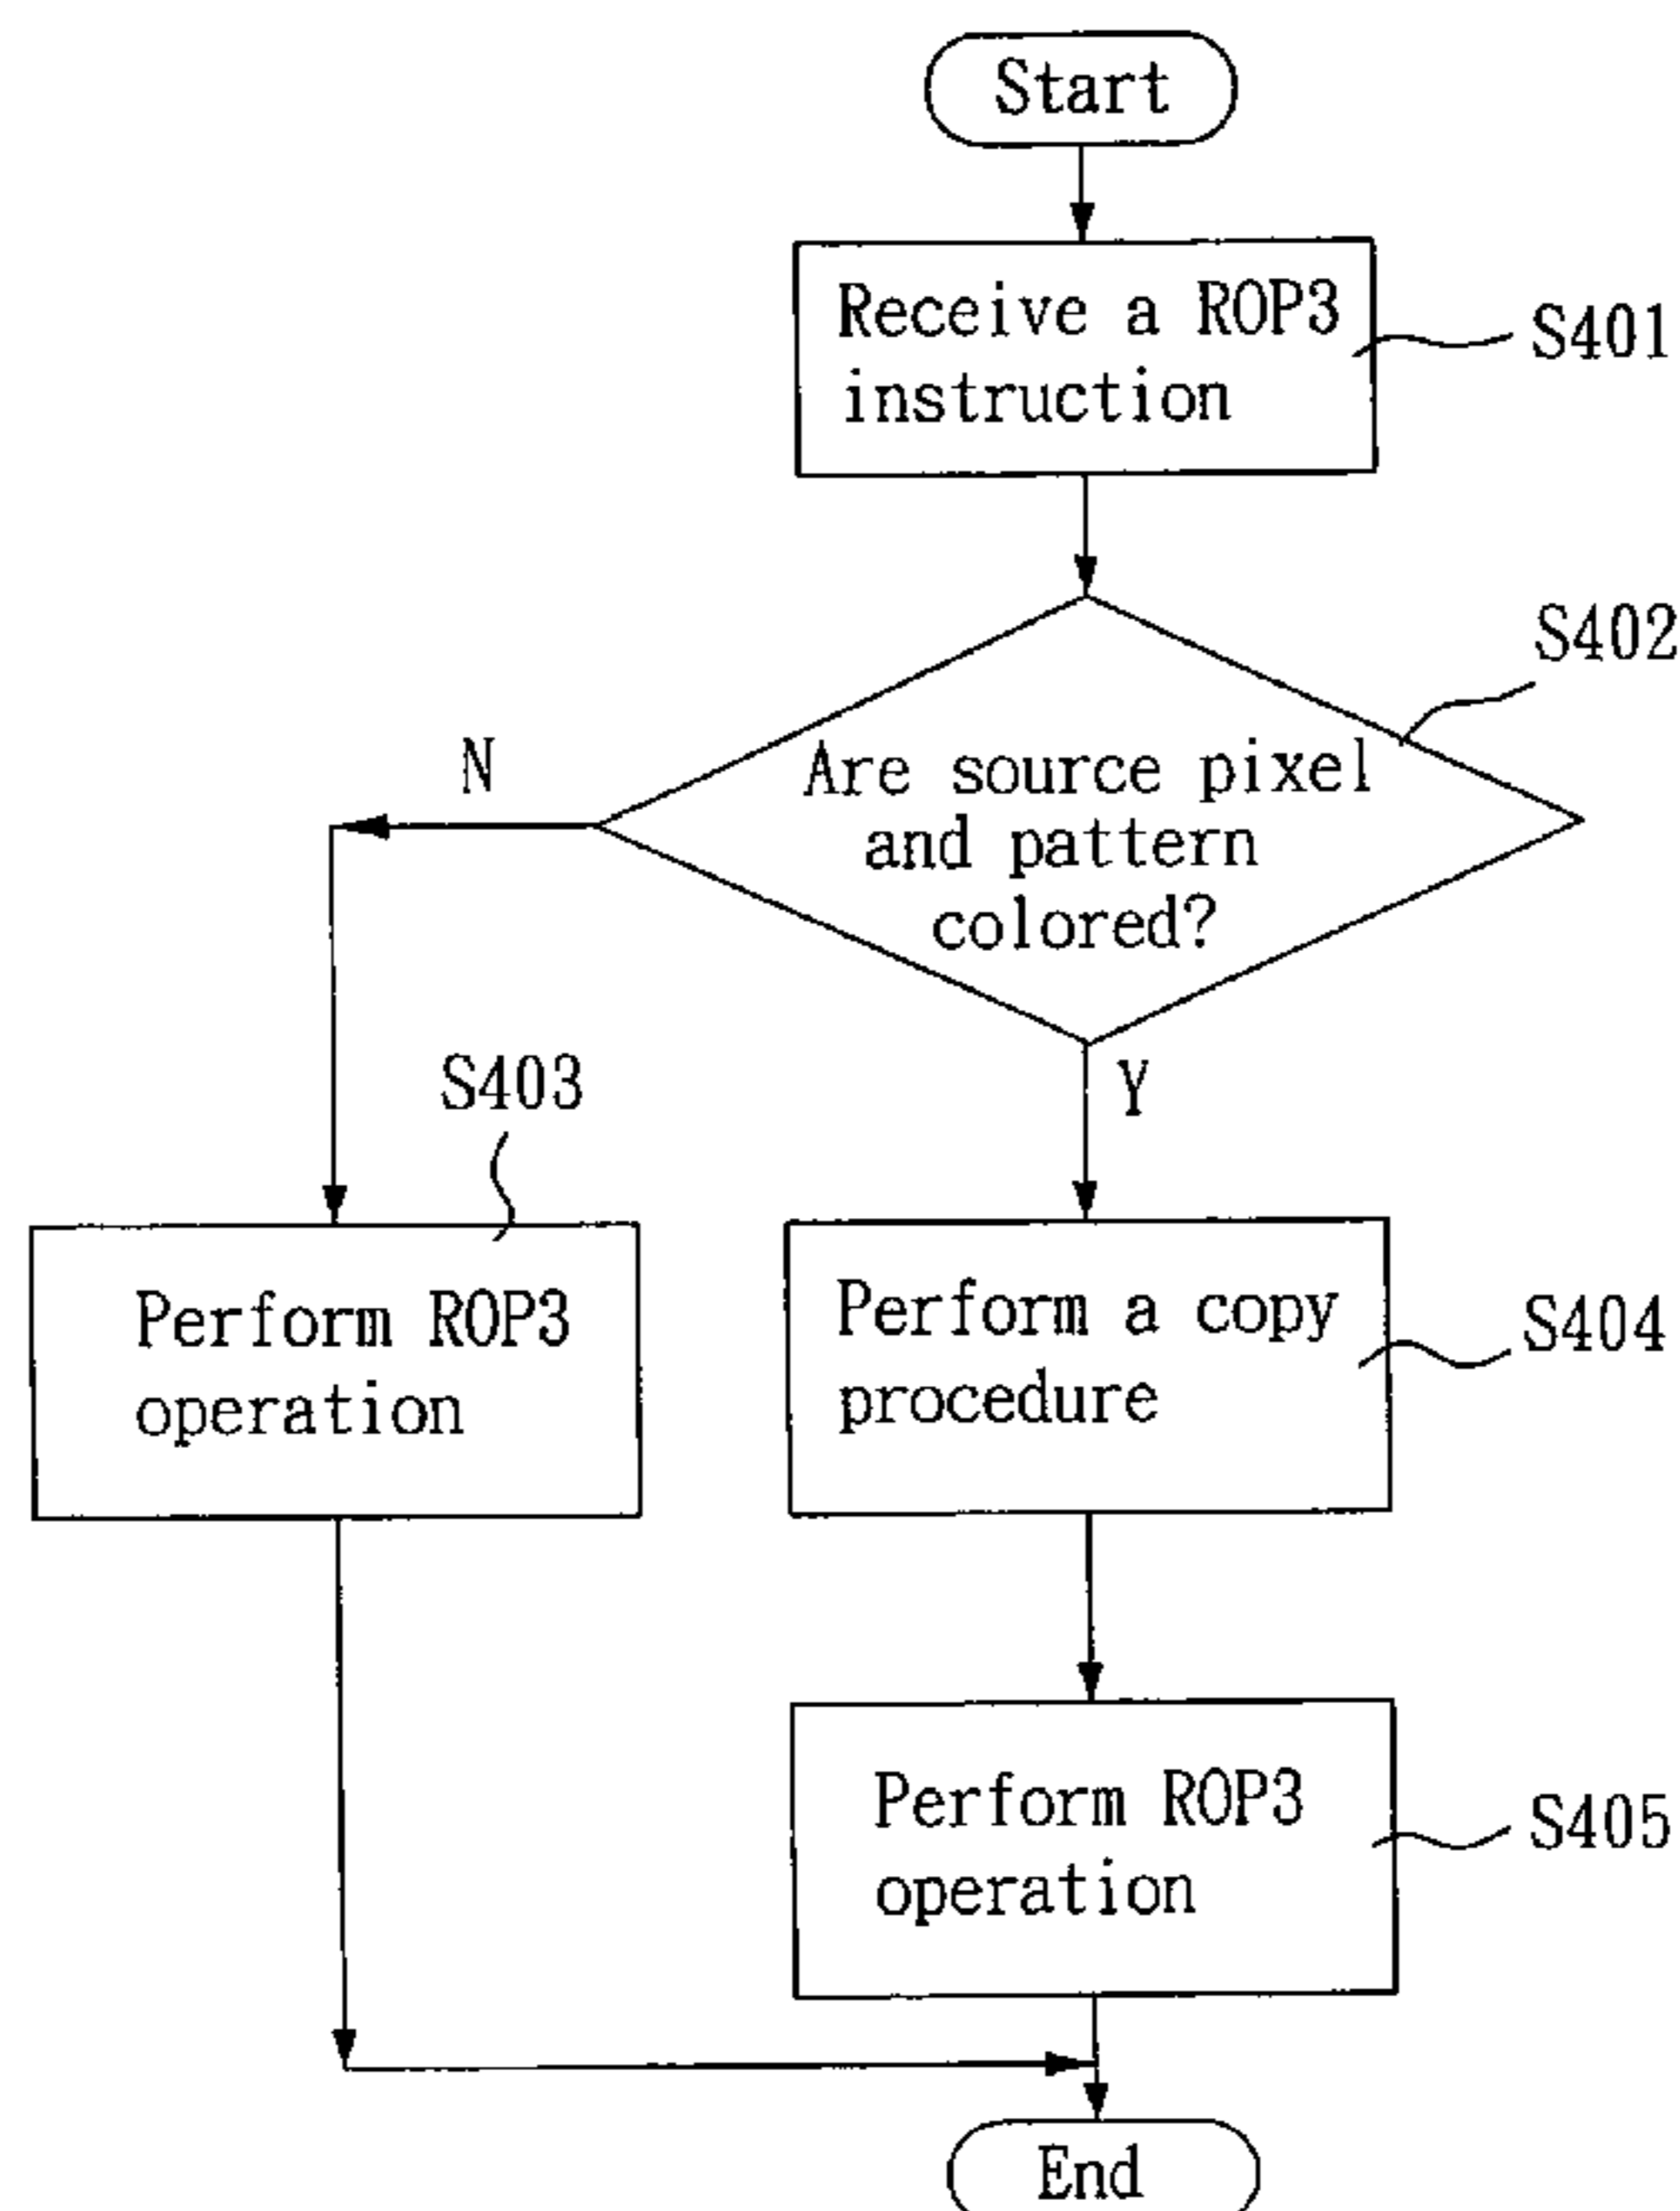 Start
Receive a ROP3
instruction
S401
S402
Are source pixel
and pattern
colored?
N
Y
S403
Perform ROP3
operation
Perform a copy
procedure
S404
Perform ROP3
operation
S405
End